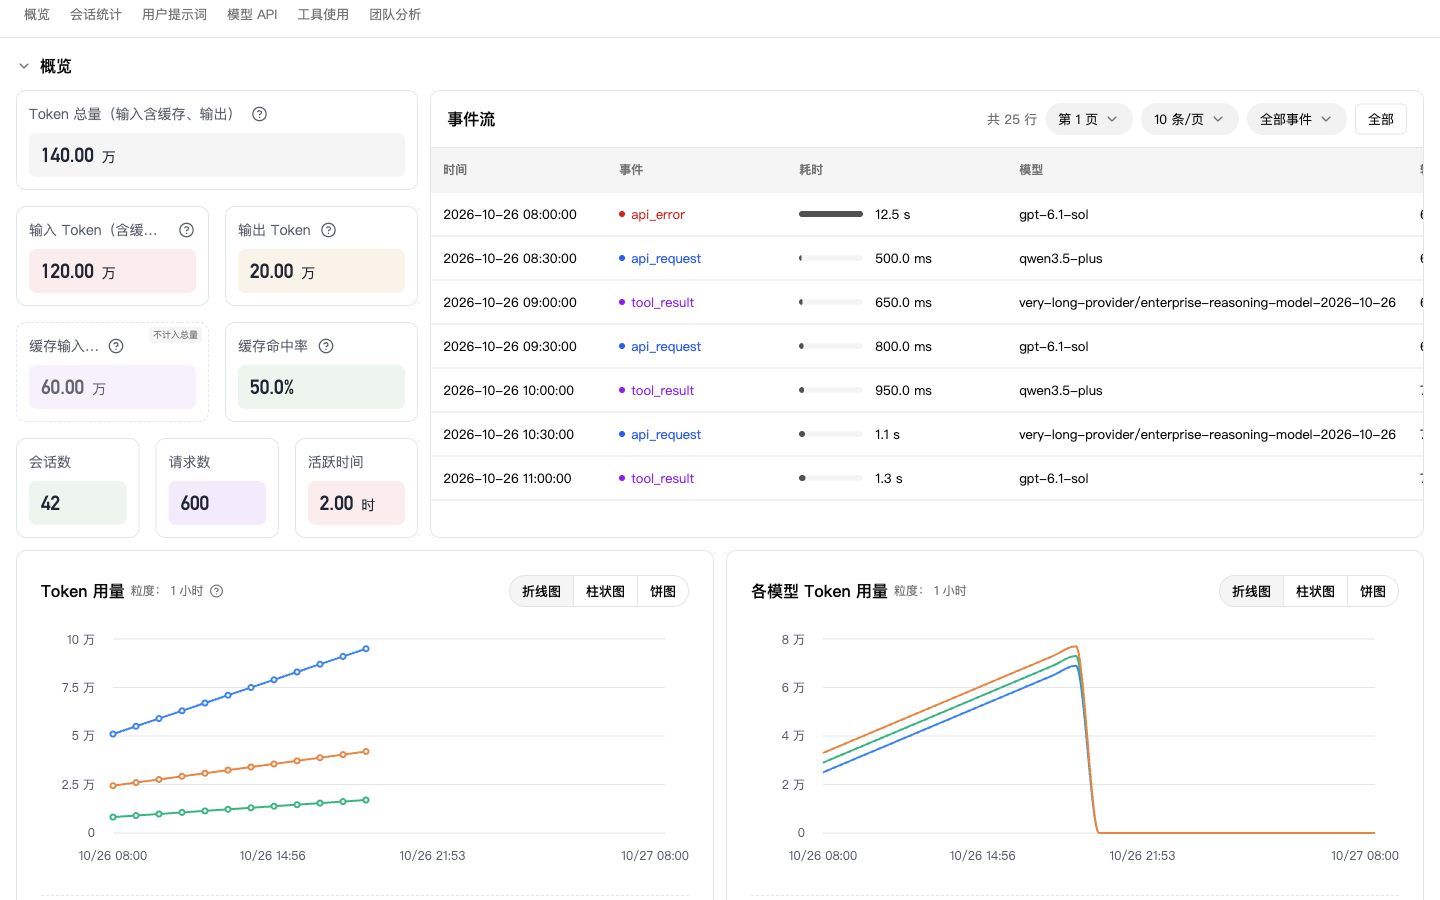 概览 会话统计 用户提示词 模型 API 工具使用 团队分析
概览
Token 总量（输入含缓存、输出）
140.00 万
输入 Token（含缓...
120.00 万
输出 Token
20.00 万
缓存输入...
不计入总量
60.00 万
缓存命中率
50.0%
会话数
42
请求数
600
活跃时间
2.00 时
事件流
共 25 行 第 1 页 10 条/页 全部事件 全部
时间 事件 耗时 模型
2026-10-26 08:00:00 api_error 12.5 s gpt-6.1-sol
2026-10-26 08:30:00 api_request 500.0 ms qwen3.5-plus
2026-10-26 09:00:00 tool_result 650.0 ms very-long-provider/enterprise-reasoning-model-2026-10-26
2026-10-26 09:30:00 api_request 800.0 ms gpt-6.1-sol
2026-10-26 10:00:00 tool_result 950.0 ms qwen3.5-plus
2026-10-26 10:30:00 api_request 1.1 s very-long-provider/enterprise-reasoning-model-2026-10-26
2026-10-26 11:00:00 tool_result 1.3 s gpt-6.1-sol
Token 用量 粒度： 1 小时
折线图 柱状图 饼图
10 万
7.5 万
5 万
2.5 万
0
10/26 08:00 10/26 14:56 10/26 21:53 10/27 08:00
各模型 Token 用量 粒度： 1 小时
折线图 柱状图 饼图
8 万
6 万
4 万
2 万
0
10/26 08:00 10/26 14:56 10/26 21:53 10/27 08:00